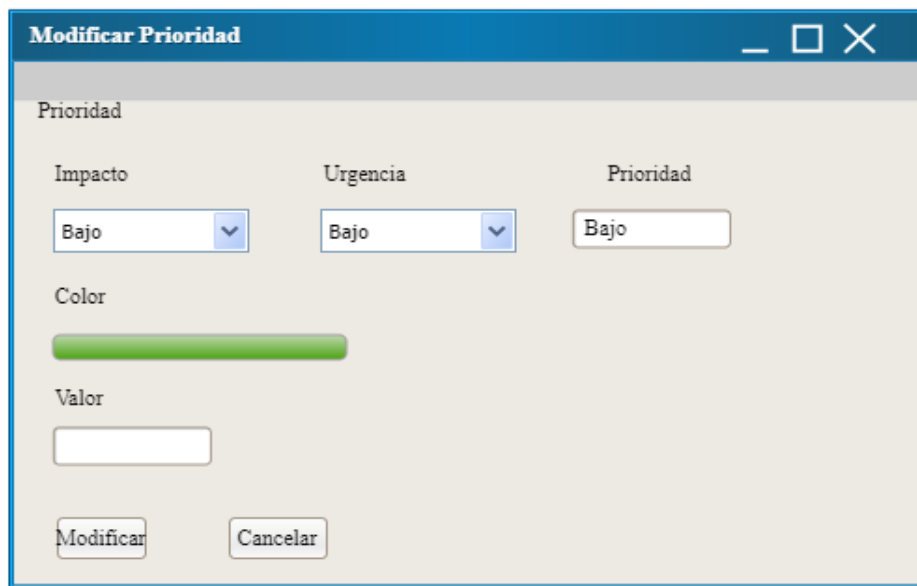 Modificar Prioridad
Prioridad
Impacto Urgencia Prioridad
Bajo Bajo Bajo
Color
Valor
Modificar Cancelar